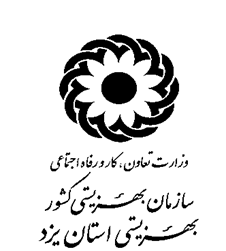 وزارت تعاون، کار و رفاه اجتماعی
سازمان بهزیستی کشور
بهزیستی استان یزد